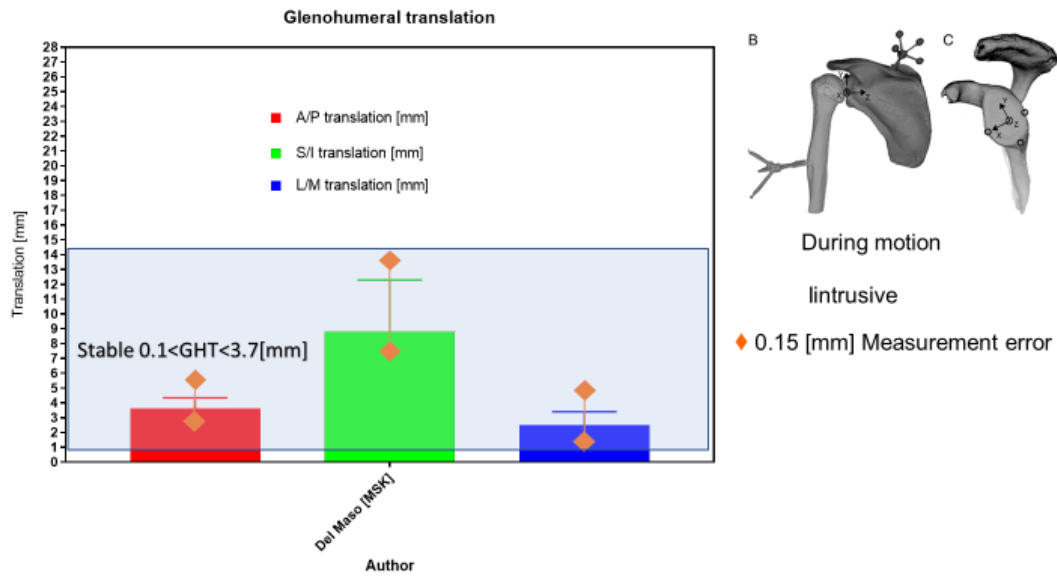 Glenohumeral translation
28
27
26
25
24
23
22
21
20
19
18
17
16
15
14
13
12
11
10
9
8
7
6
5
4
3
2
1
0
Translation [mm]
A/P translation [mm]
S/I translation [mm]
L/M translation [mm]
Stable 0.1<GHT<3.7[mm]
Del Maso [MSK]
Author
B
C
Y
X
Z
Y
X
Z
During motion
Iintrusive
0.15 [mm] Measurement error